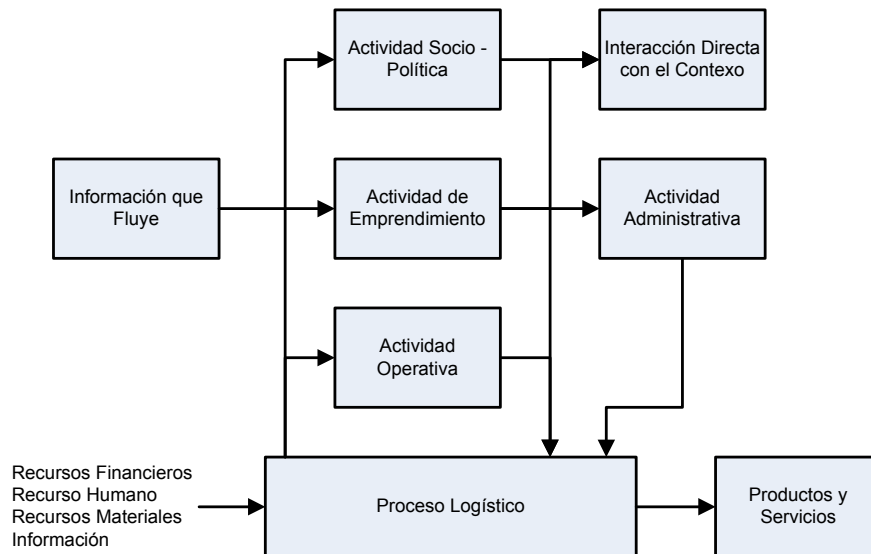 Actividad Socio -
Política
Interacción Directa
con el Contexo
Información que
Fluye
Actividad de
Emprendimiento
Actividad
Administrativa
Actividad
Operativa
Recursos Financieros
Recurso Humano
Recursos Materiales
Información
Proceso Logístico
Productos y
Servicios